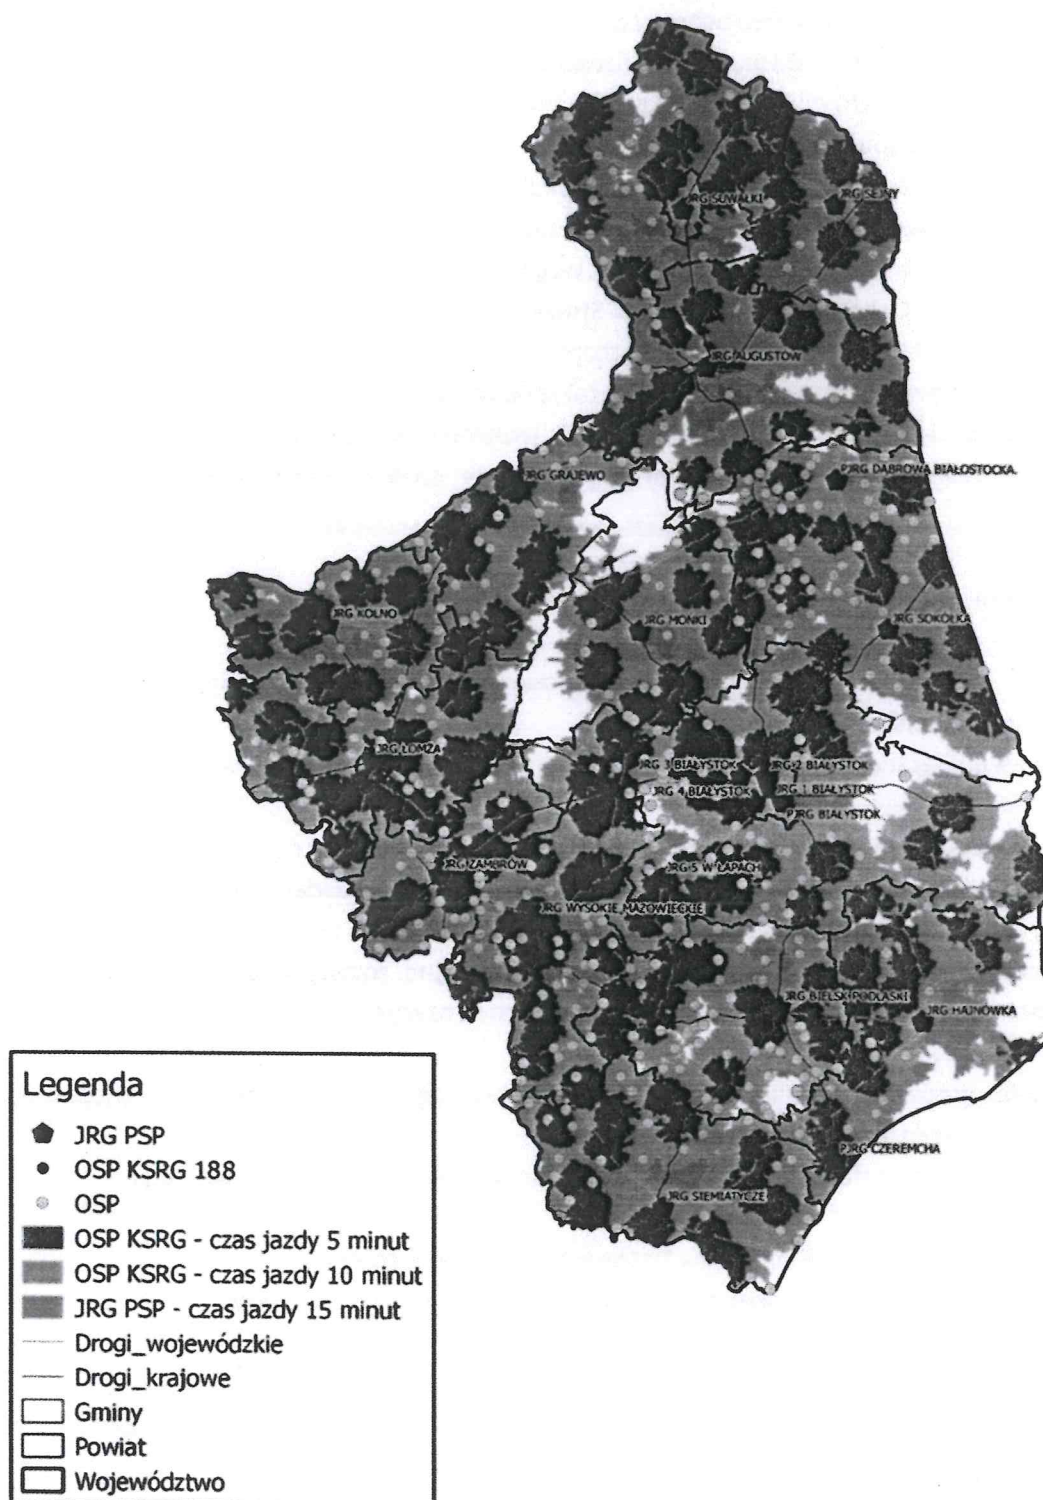 JRG SUWAŁKI
JRG SEJNY
JRG AUGUSTÓW
JRG GRAJEWO
PJRG DĄBROWA BIAŁOSTOCKA
JRG KOLNO
JRG MOŃKI
JRG SOKÓŁKA
JRG ŁOMŻA
JRG 3 BIAŁYSTOK
JRG 2 BIAŁYSTOK
JRG 4 BIAŁYSTOK
JRG 1 BIAŁYSTOK
PJRG BIAŁYSTOK
JRG ZAMBRÓW
JRG 5 W ŁAPACH
JRG WYSOKIE MAZOWIECKIE
JRG BIELSK PODLASKI
JRG HAJNÓWKA
PJRG CZEREMCHA
JRG SIEMIATYCZE
Legenda
JRG PSP
OSP KSRG 188
OSP
OSP KSRG - czas jazdy 5 minut
OSP KSRG - czas jazdy 10 minut
JRG PSP - czas jazdy 15 minut
Drogi_wojewódzkie
Drogi_krajowe
Gminy
Powiat
Województwo